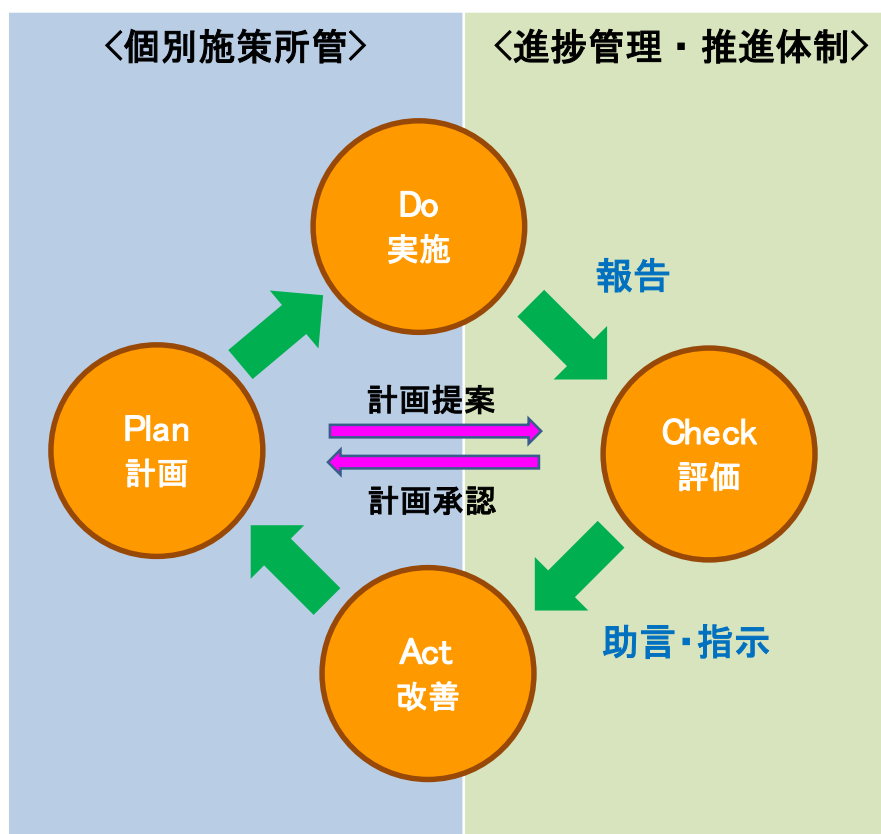 <個別施策所管>
<進捗管理・推進体制>
Do
実施
報告
計画提案
Plan
計画
Check
評価
計画承認
Act
改善
助言・指示